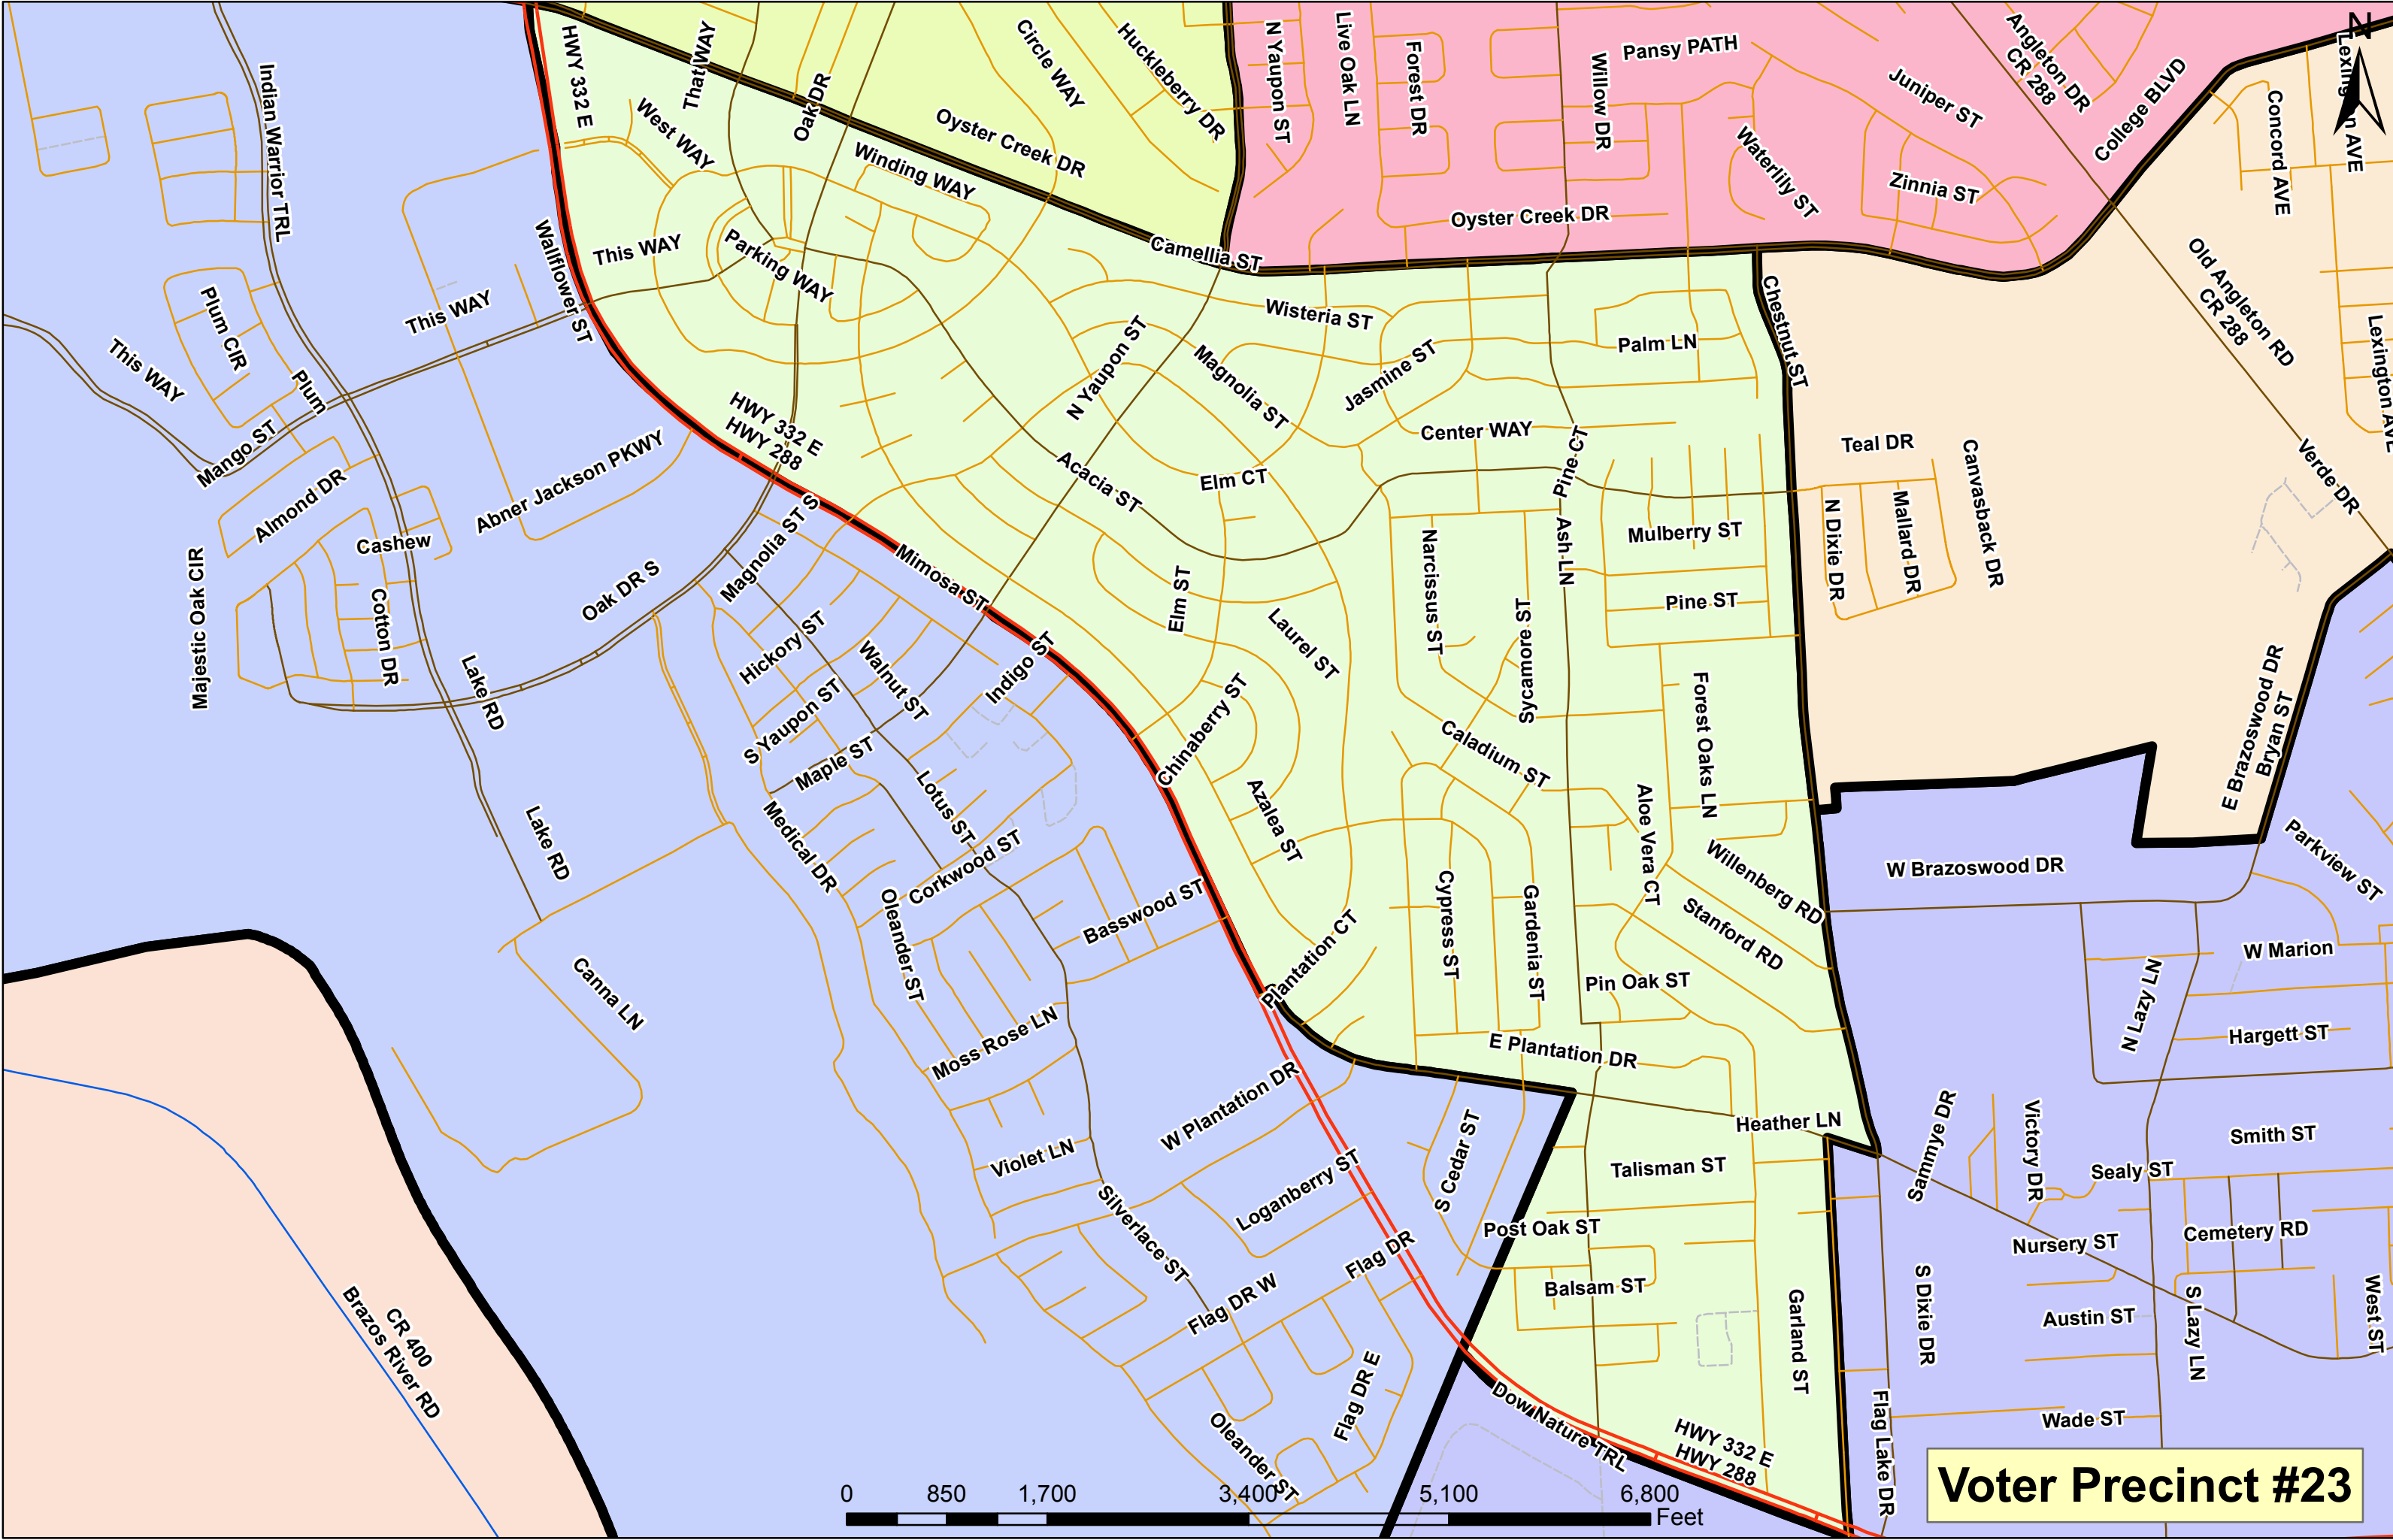 HWY 332 E
That WAY
Oak DR
Circle WAY
Huckleberry DR
N Yaupon ST
Live Oak LN
Forest DR
Willow DR
Pansy PATH
Juniper ST
Angleton DR
CR 288
College BLVD
N
Lexington AVE
Concord AVE
Indian Warrior TRL
West WAY
Winding WAY
Oyster Creek DR
Waterlily ST
Zinnia ST
Oyster Creek DR
Wallflower ST
This WAY
Parking WAY
Camellia ST
Chestnut ST
Old Angleton RD
CR 288
Plum CIR
This WAY
This WAY
Plum
Wisteria ST
Palm LN
N Yaupon ST
Magnolia ST
Jasmine ST
Lexington AVE
Mango ST
Almond DR
Abner Jackson PKWY
HWY 332 E
HWY 288
Acacia ST
Elm CT
Center WAY
Pine CT
Teal DR
Canvasback DR
Verde DR
Cashew
Majestic Oak CIR
Cotton DR
Oak DR S
Magnolia ST S
Mimosa ST
Elm ST
Laurel ST
Narcissus ST
Sycamore ST
Ash LN
Mulberry ST
Pine ST
N Dixie DR
Mallard DR
Lake RD
Hickory ST
Walnut ST
S Yaupon ST
Maple ST
Indigo ST
Chinaberry ST
Caladium ST
Forest Oaks LN
E Brazoswood DR
Bryan ST
Lake RD
Medical DR
Lotus ST
Corkwood ST
Azalea ST
Aloe Vera CT
Willenberg RD
W Brazoswood DR
Parkview ST
Oleander ST
Basswood ST
Plantation CT
Cypress ST
Gardenia ST
Stanford RD
W Marion
Canna LN
Moss Rose LN
Pin Oak ST
N Lazy LN
Hargett ST
W Plantation DR
E Plantation DR
Heather LN
Sammye DR
Victory DR
Smith ST
Violet LN
S Cedar ST
Talisman ST
Sealy ST
Loganberry ST
Silverlace ST
Post Oak ST
Nursery ST
Cemetery RD
Flag DR
Flag DR W
Balsam ST
Garland ST
S Dixie DR
Austin ST
S Lazy LN
West ST
CR 400
Brazos River RD
Flag DR E
Oleander ST
Dow Nature TRL
HWY 332 E
HWY 288
Flag Lake DR
Wade ST
0 850 1,700 3,400 5,100 6,800
Feet
Voter Precinct #23